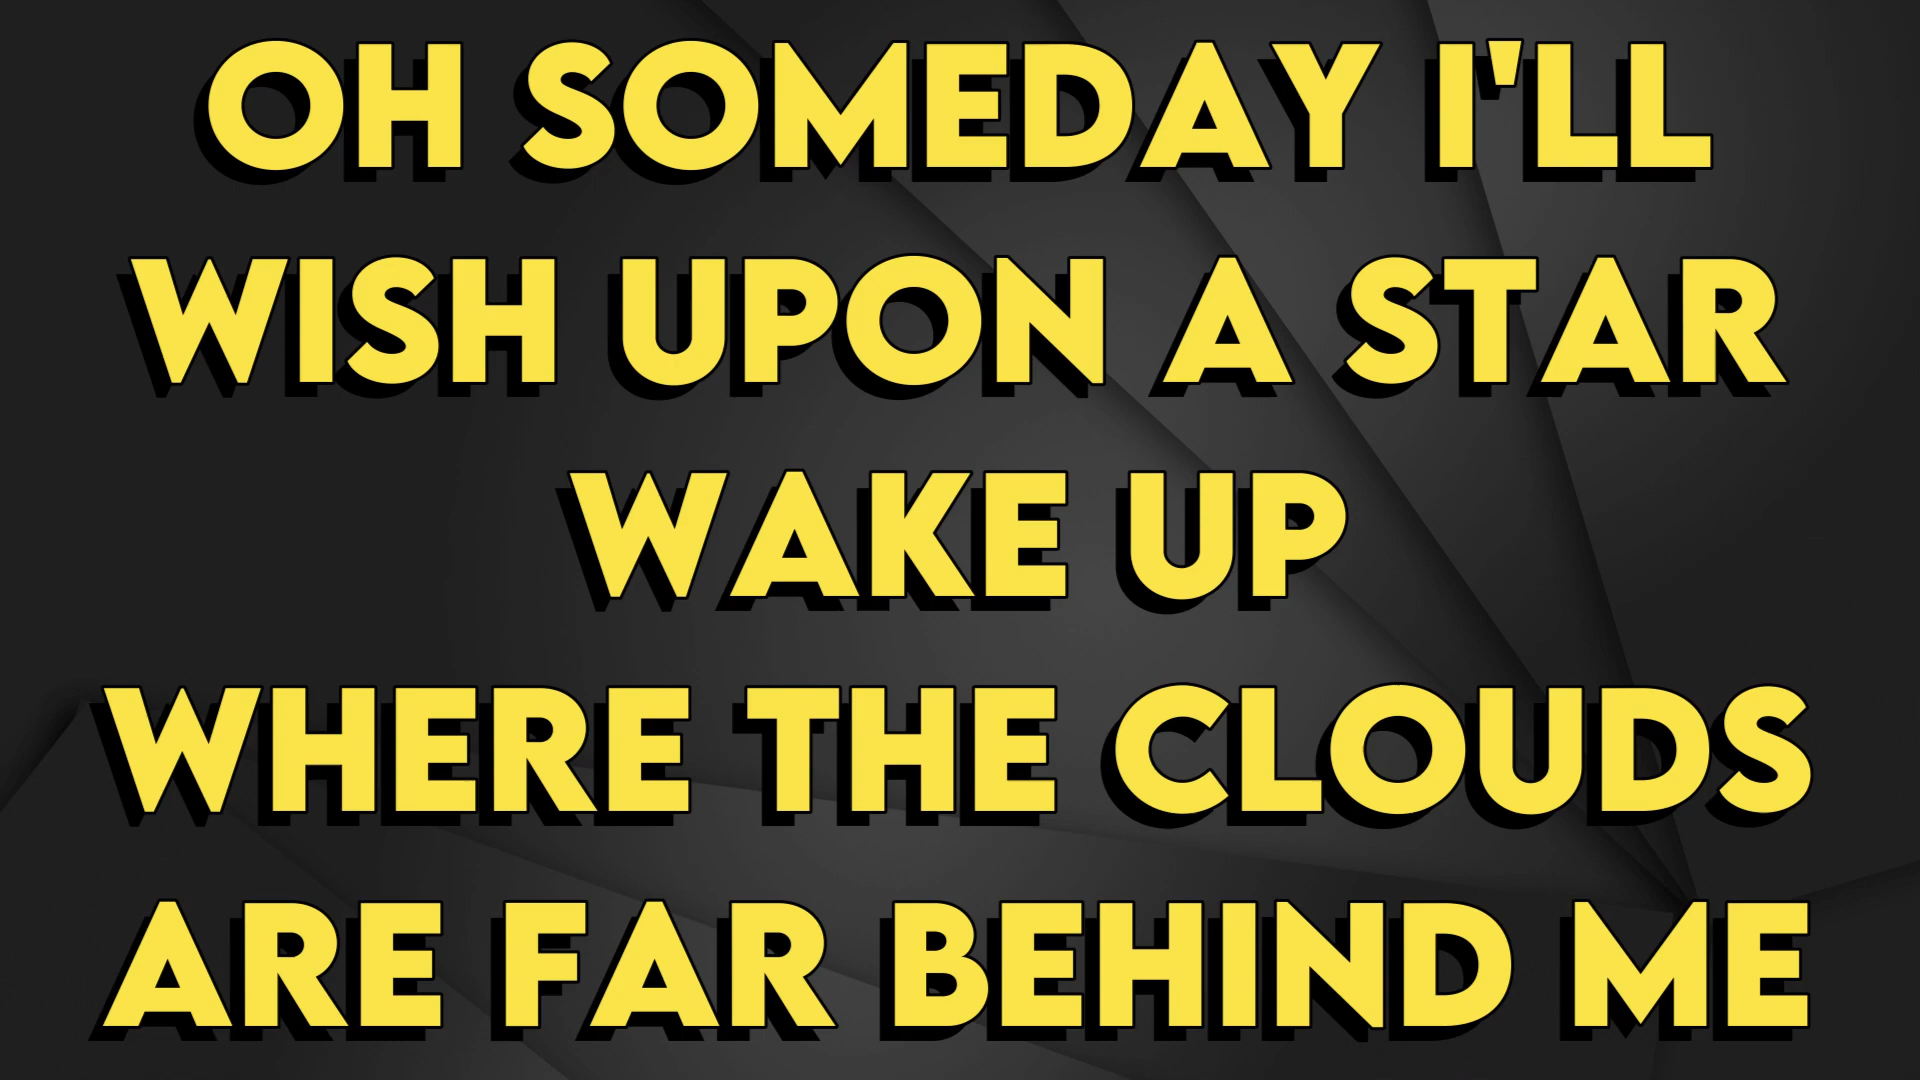 OH SOMEDAY I'LL
WISH UPON A STAR
WAKE UP
WHERE THE CLOUDS
ARE FAR BEHIND ME